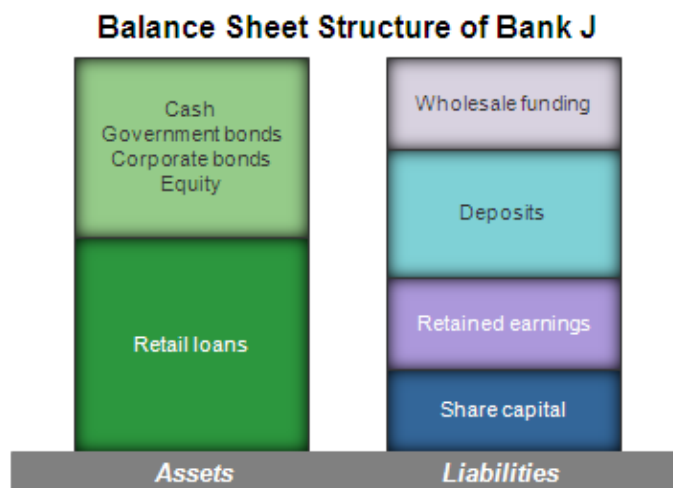 Balance Sheet Structure of Bank J
Cash
Government bonds
Corporate bonds
Equity
Retail loans
Wholesale funding
Deposits
Retained earnings
Share capital
Assets
Liabilities